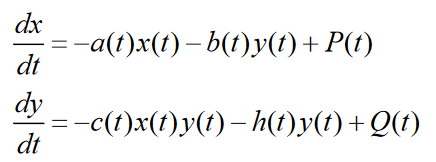 dx/dt = −a(t)x(t) − b(t)y(t) + P(t)
dy/dt = −c(t)x(t)y(t) − h(t)y(t) + Q(t)